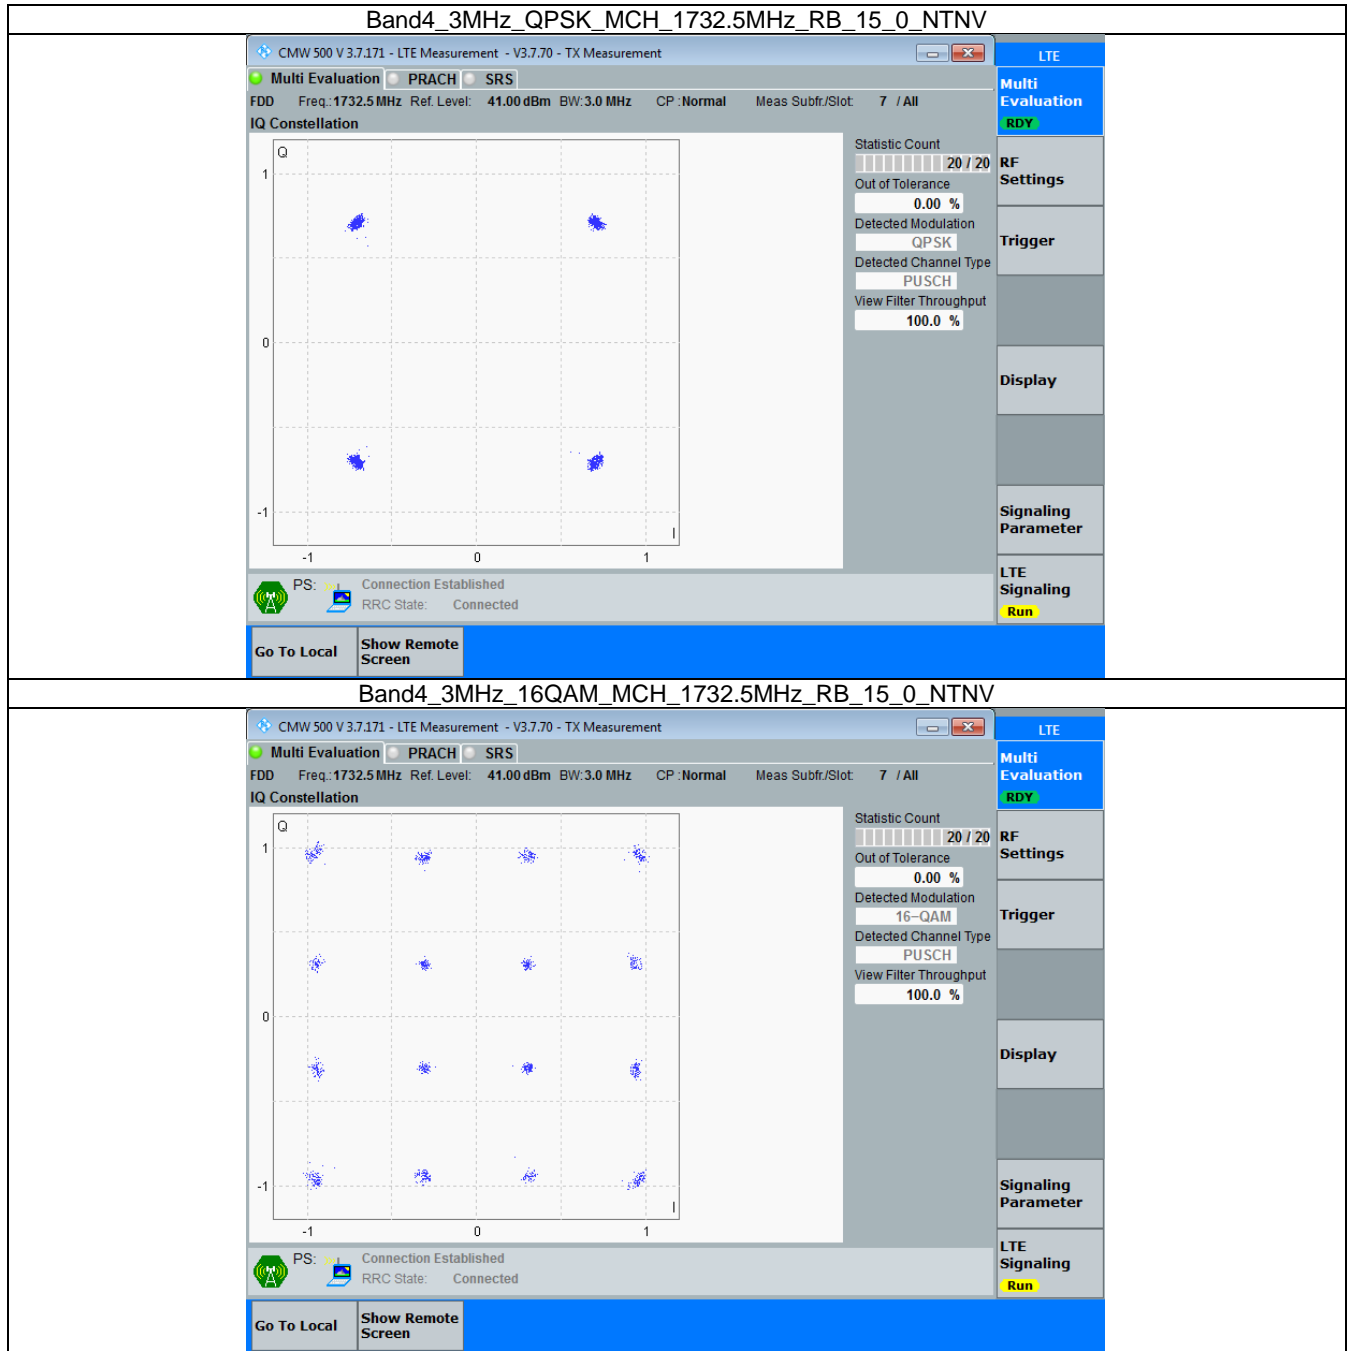 Band4_3MHz_QPSK_MCH_1732.5MHz_RB_15_0_NTNV
CMW 500 V 3.7.171 - LTE Measurement - V3.7.70 - TX Measurement
LTE
Multi Evaluation PRACH SRS
Multi
Evaluation
RDY
FDD Freq.: 1732.5 MHz Ref. Level: 41.00 dBm BW: 3.0 MHz CP : Normal Meas Subfr./Slot: 7 / All
IQ Constellation
Q
1
0
-1
I
-1 0 1
Statistic Count
20 / 20
Out of Tolerance
0.00 %
Detected Modulation
QPSK
Detected Channel Type
PUSCH
View Filter Throughput
100.0 %
RF
Settings
Trigger
Display
Signaling
Parameter
LTE
Signaling
Run
PS: Connection Established
RRC State: Connected
Go To Local
Show Remote
Screen
Band4_3MHz_16QAM_MCH_1732.5MHz_RB_15_0_NTNV
CMW 500 V 3.7.171 - LTE Measurement - V3.7.70 - TX Measurement
LTE
Multi Evaluation PRACH SRS
Multi
Evaluation
RDY
FDD Freq.: 1732.5 MHz Ref. Level: 41.00 dBm BW: 3.0 MHz CP : Normal Meas Subfr./Slot: 7 / All
IQ Constellation
Q
1
0
-1
I
-1 0 1
Statistic Count
20 / 20
Out of Tolerance
0.00 %
Detected Modulation
16-QAM
Detected Channel Type
PUSCH
View Filter Throughput
100.0 %
RF
Settings
Trigger
Display
Signaling
Parameter
LTE
Signaling
Run
PS: Connection Established
RRC State: Connected
Go To Local
Show Remote
Screen